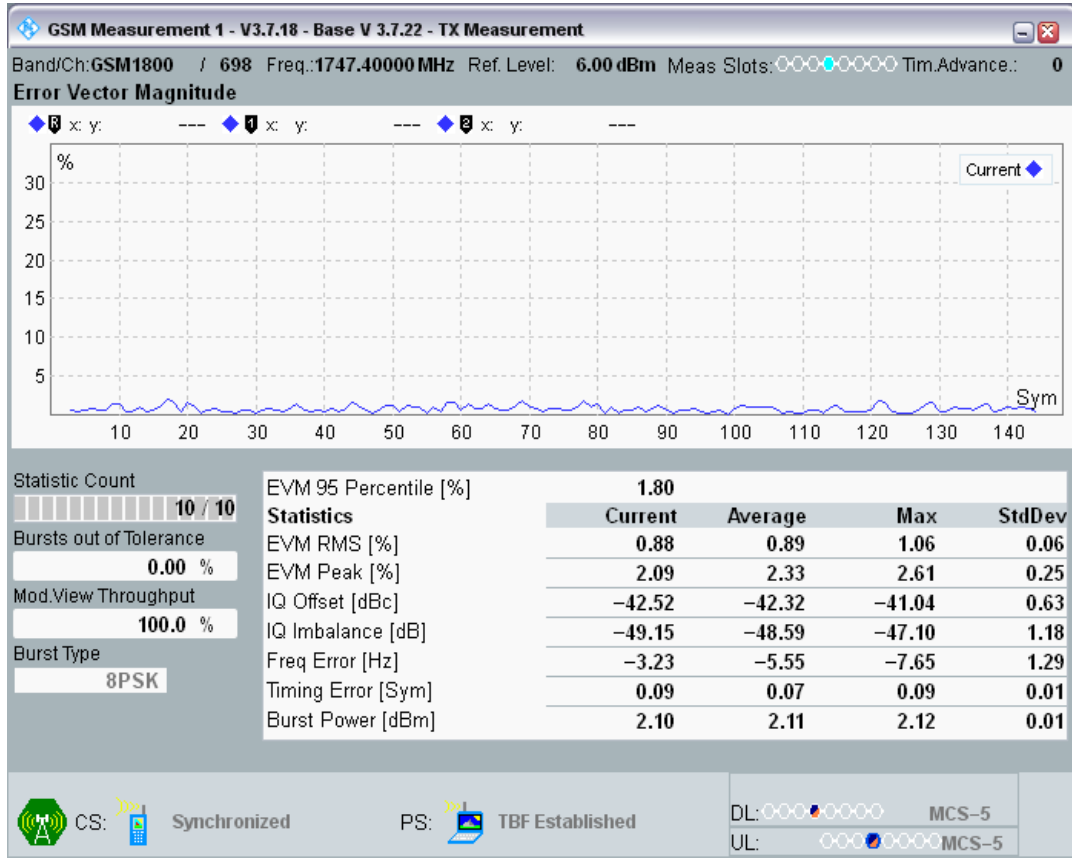 GSM Measurement 1 - V3.7.18 - Base V 3.7.22 - TX Measurement
Band/Ch:GSM1800 / 698 Freq.:1747.40000 MHz Ref. Level: 6.00 dBm Meas Slots: Tim.Advance.: 0
Error Vector Magnitude
R x: y: --- 1 x: y: --- 2 x: y: ---
%
Current
30
25
20
15
10
5
Sym
10 20 30 40 50 60 70 80 90 100 110 120 130 140
Statistic Count
10 / 10
Bursts out of Tolerance
0.00 %
Mod.View Throughput
100.0 %
Burst Type
8PSK
EVM 95 Percentile [%] 1.80
Statistics Current Average Max StdDev
EVM RMS [%] 0.88 0.89 1.06 0.06
EVM Peak [%] 2.09 2.33 2.61 0.25
IQ Offset [dBc] −42.52 −42.32 −41.04 0.63
IQ Imbalance [dB] −49.15 −48.59 −47.10 1.18
Freq Error [Hz] −3.23 −5.55 −7.65 1.29
Timing Error [Sym] 0.09 0.07 0.09 0.01
Burst Power [dBm] 2.10 2.11 2.12 0.01
CS: Synchronized PS: TBF Established
DL: MCS−5
UL: MCS−5